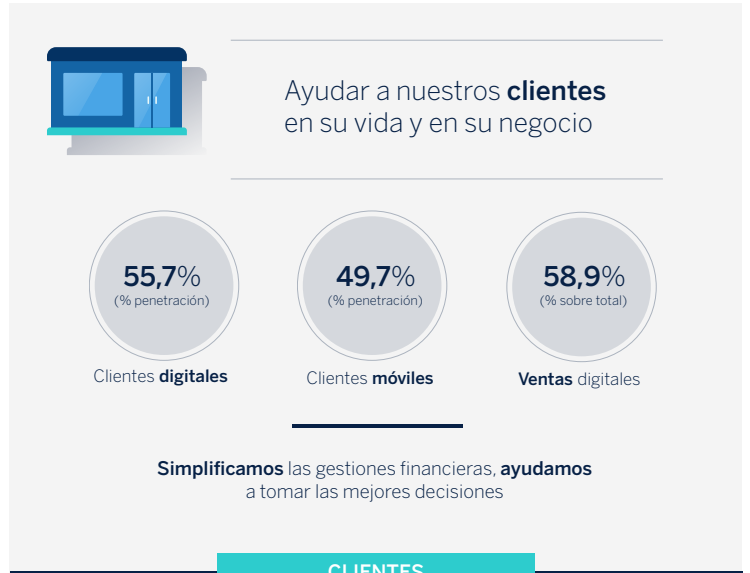 Ayudar a nuestros clientes
en su vida y en su negocio
55,7%
(% penetración)
Clientes digitales
49,7%
(% penetración)
Clientes móviles
58,9%
(% sobre total)
Ventas digitales
Simplificamos las gestiones financieras, ayudamos
a tomar las mejores decisiones
CLIENTES